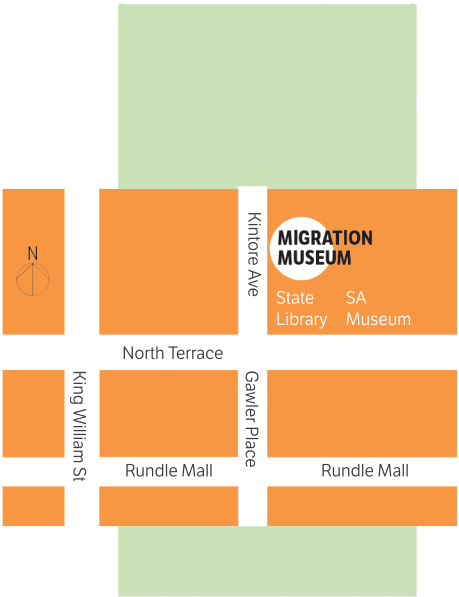 N
Kintore Ave
MIGRATION
MUSEUM
State
Library
SA
Museum
North Terrace
King William St
Gawler Place
Rundle Mall
Rundle Mall